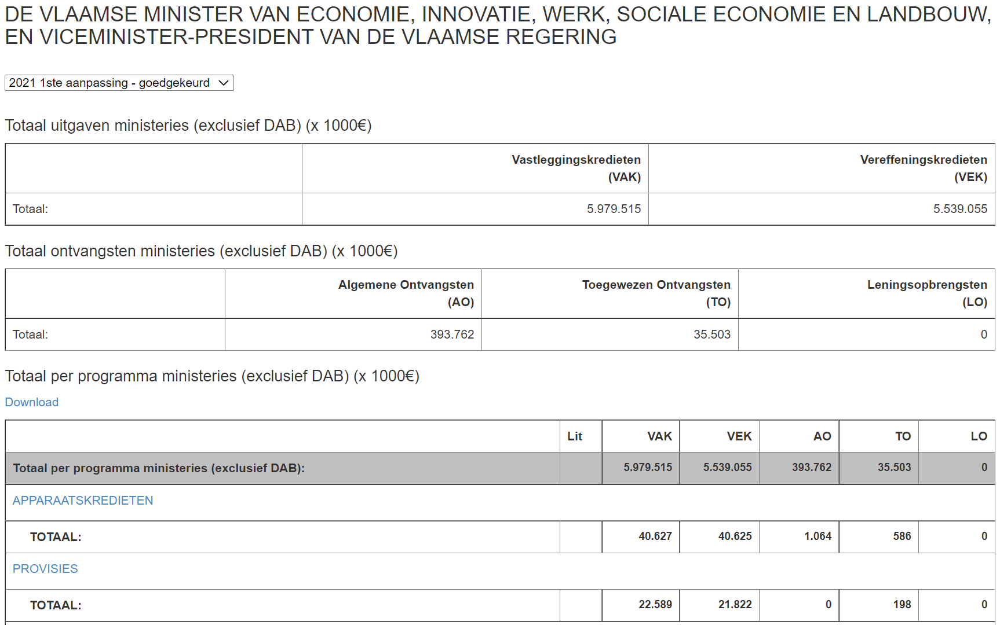 DE VLAAMSE MINISTER VAN ECONOMIE, INNOVATIE, WERK, SOCIALE ECONOMIE EN LANDBOUW,
EN VICEMINISTER-PRESIDENT VAN DE VLAAMSE REGERING
2021 1ste aanpassing - goedgekeurd
Totaal uitgaven ministeries (exclusief DAB) (x 1000€)
Vastleggingskredieten Vereffeningskredieten
(VAK) (VEK)
Totaal: 5.979.515 5.539.055
Totaal ontvangsten ministeries (exclusief DAB) (x 1000€)
Algemene Ontvangsten Toegewezen Ontvangsten Leningsopbrengsten
(AO) (TO) (LO)
Totaal: 393.762 35.503 0
Totaal per programma ministeries (exclusief DAB) (x 1000€)
Download
Lit VAK VEK AO TO LO
Totaal per programma ministeries (exclusief DAB): 5.979.515 5.539.055 393.762 35.503 0
APPARAATSKREDIETEN
TOTAAL: 40.627 40.625 1.064 586 0
PROVISIES
TOTAAL: 22.589 21.822 0 198 0